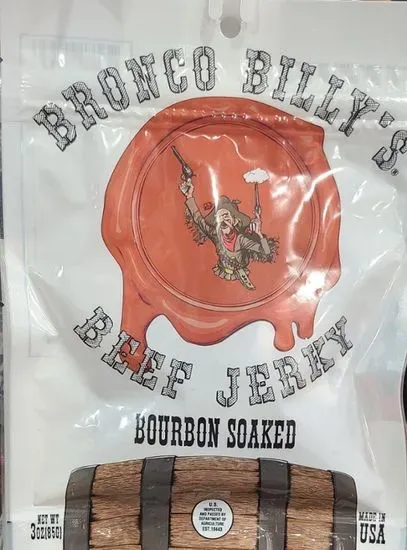 BRONCO BILLY'S®
BEEF JERKY
BOURBON SOAKED
NET WT
3OZ(85G)
U.S.
INSPECTED
AND PASSED BY
DEPARTMENT OF
AGRICULTURE
EST. 18643
MADE IN
USA